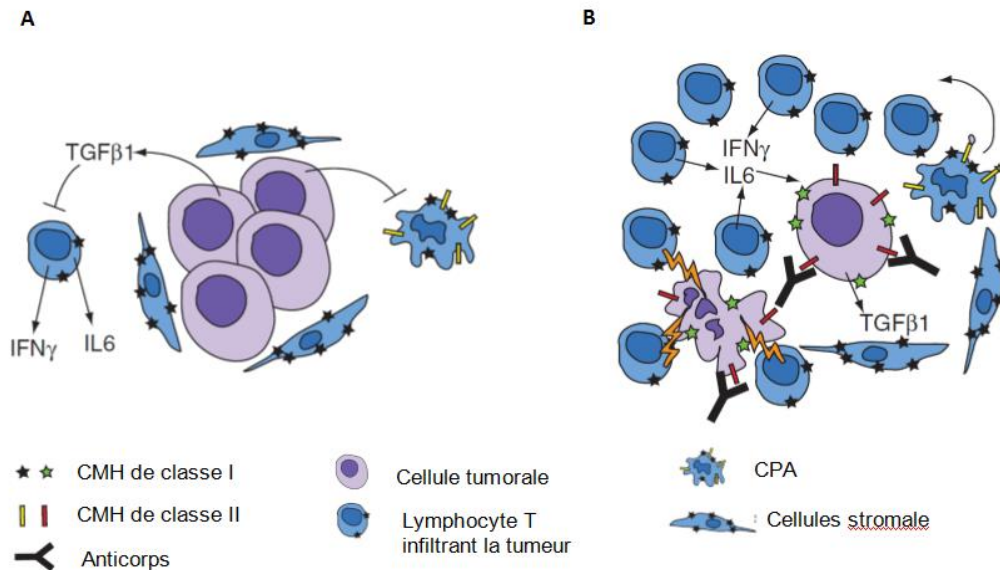 A
B
TGFβ1
IFNγ
IL6
IFNγ
IL6
TGFβ1
CMH de classe I
CMH de classe II
Anticorps
Cellule tumorale
Lymphocyte T
infiltrant la tumeur
CPA
Cellules stromale